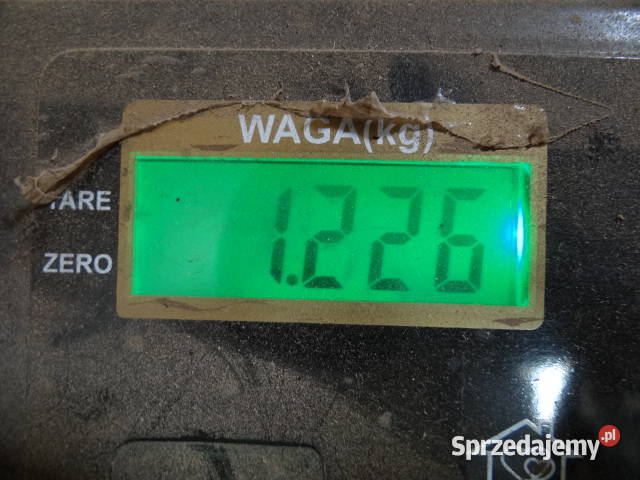 WAGA(kg)
TARE
1.226
ZERO
Sprzedajemy.pl